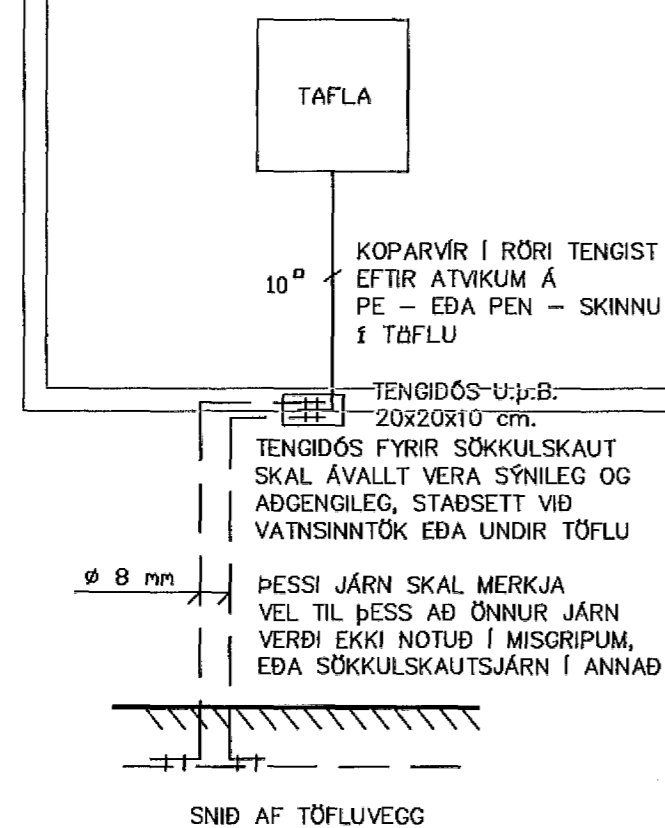 TAFLA
10□
KOPARVÍR Í RÖRI TENGIST
EFTIR ATVIKUM Á
PE – EÐA PEN – SKINNU
Í TÖFLU
TENGIDÓS U.þ.B.
20x20x10 cm.
TENGIDÓS FYRIR SÖKKULSKAUT
SKAL ÁVALLT VERA SÝNILEG OG
AÐGENGILEG, STAÐSETT VIÐ
VATNSINNTÖK EÐA UNDIR TÖFLU
ø 8 mm
ÞESSI JÁRN SKAL MERKJA
VEL TIL ÞESS AÐ ÖNNUR JÁRN
VERÐI EKKI NOTUÐ Í MISGRIPUM,
EÐA SÖKKULSKAUTSJÁRN Í ANNAÐ
SNIÐ AF TÖFLUVEGG